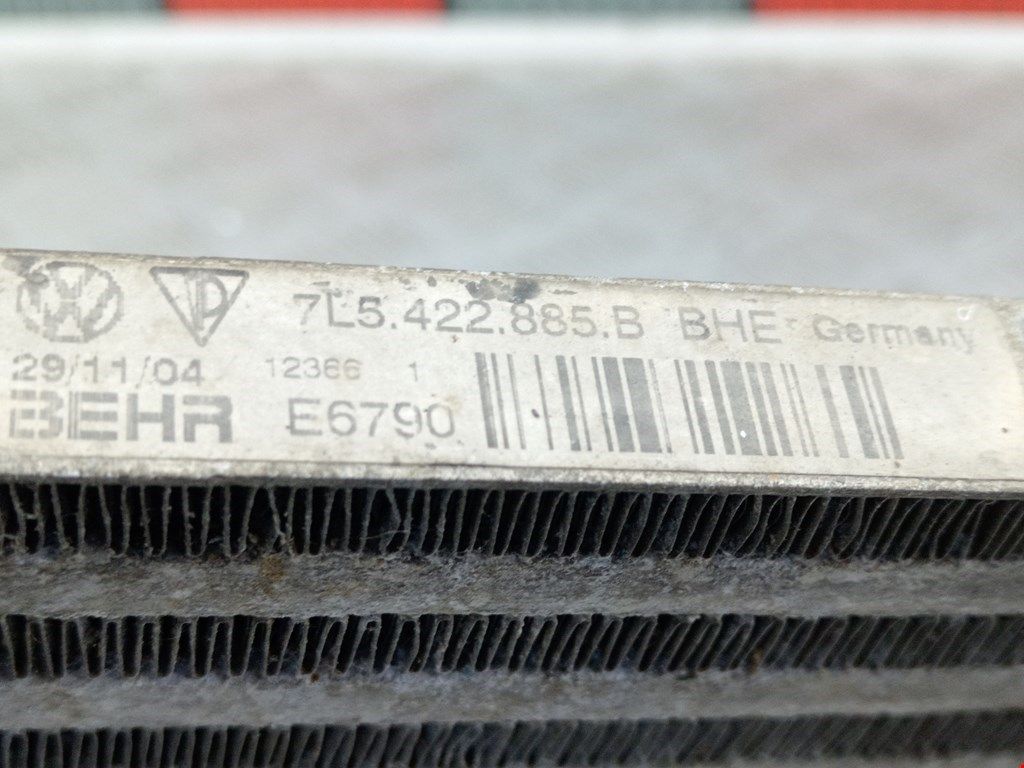 7L5.422.885.B BHE Germany
29/11/04 12366 1
BEHR E6790